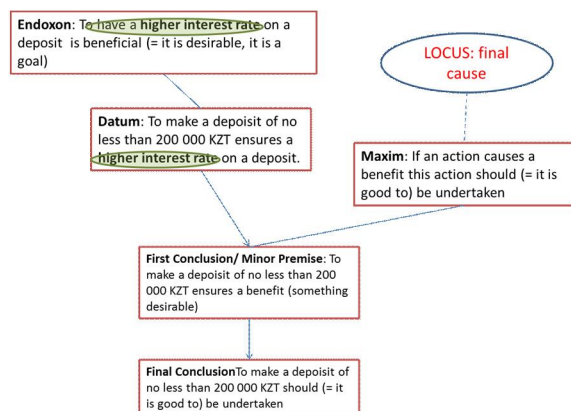 Endoxon: To have a higher interest rate on a
deposit is beneficial (= it is desirable, it is a
goal)
LOCUS: final
cause
Datum: To make a depoisit of no
less than 200 000 KZT ensures a
higher interest rate on a deposit.
Maxim: If an action causes a
benefit this action should (= it is
good to) be undertaken
First Conclusion/ Minor Premise: To
make a depoisit of no less than 200
000 KZT ensures a benefit (something
desirable)
Final ConclusionTo make a depoisit of
no less than 200 000 KZT should (= it
is good to) be undertaken